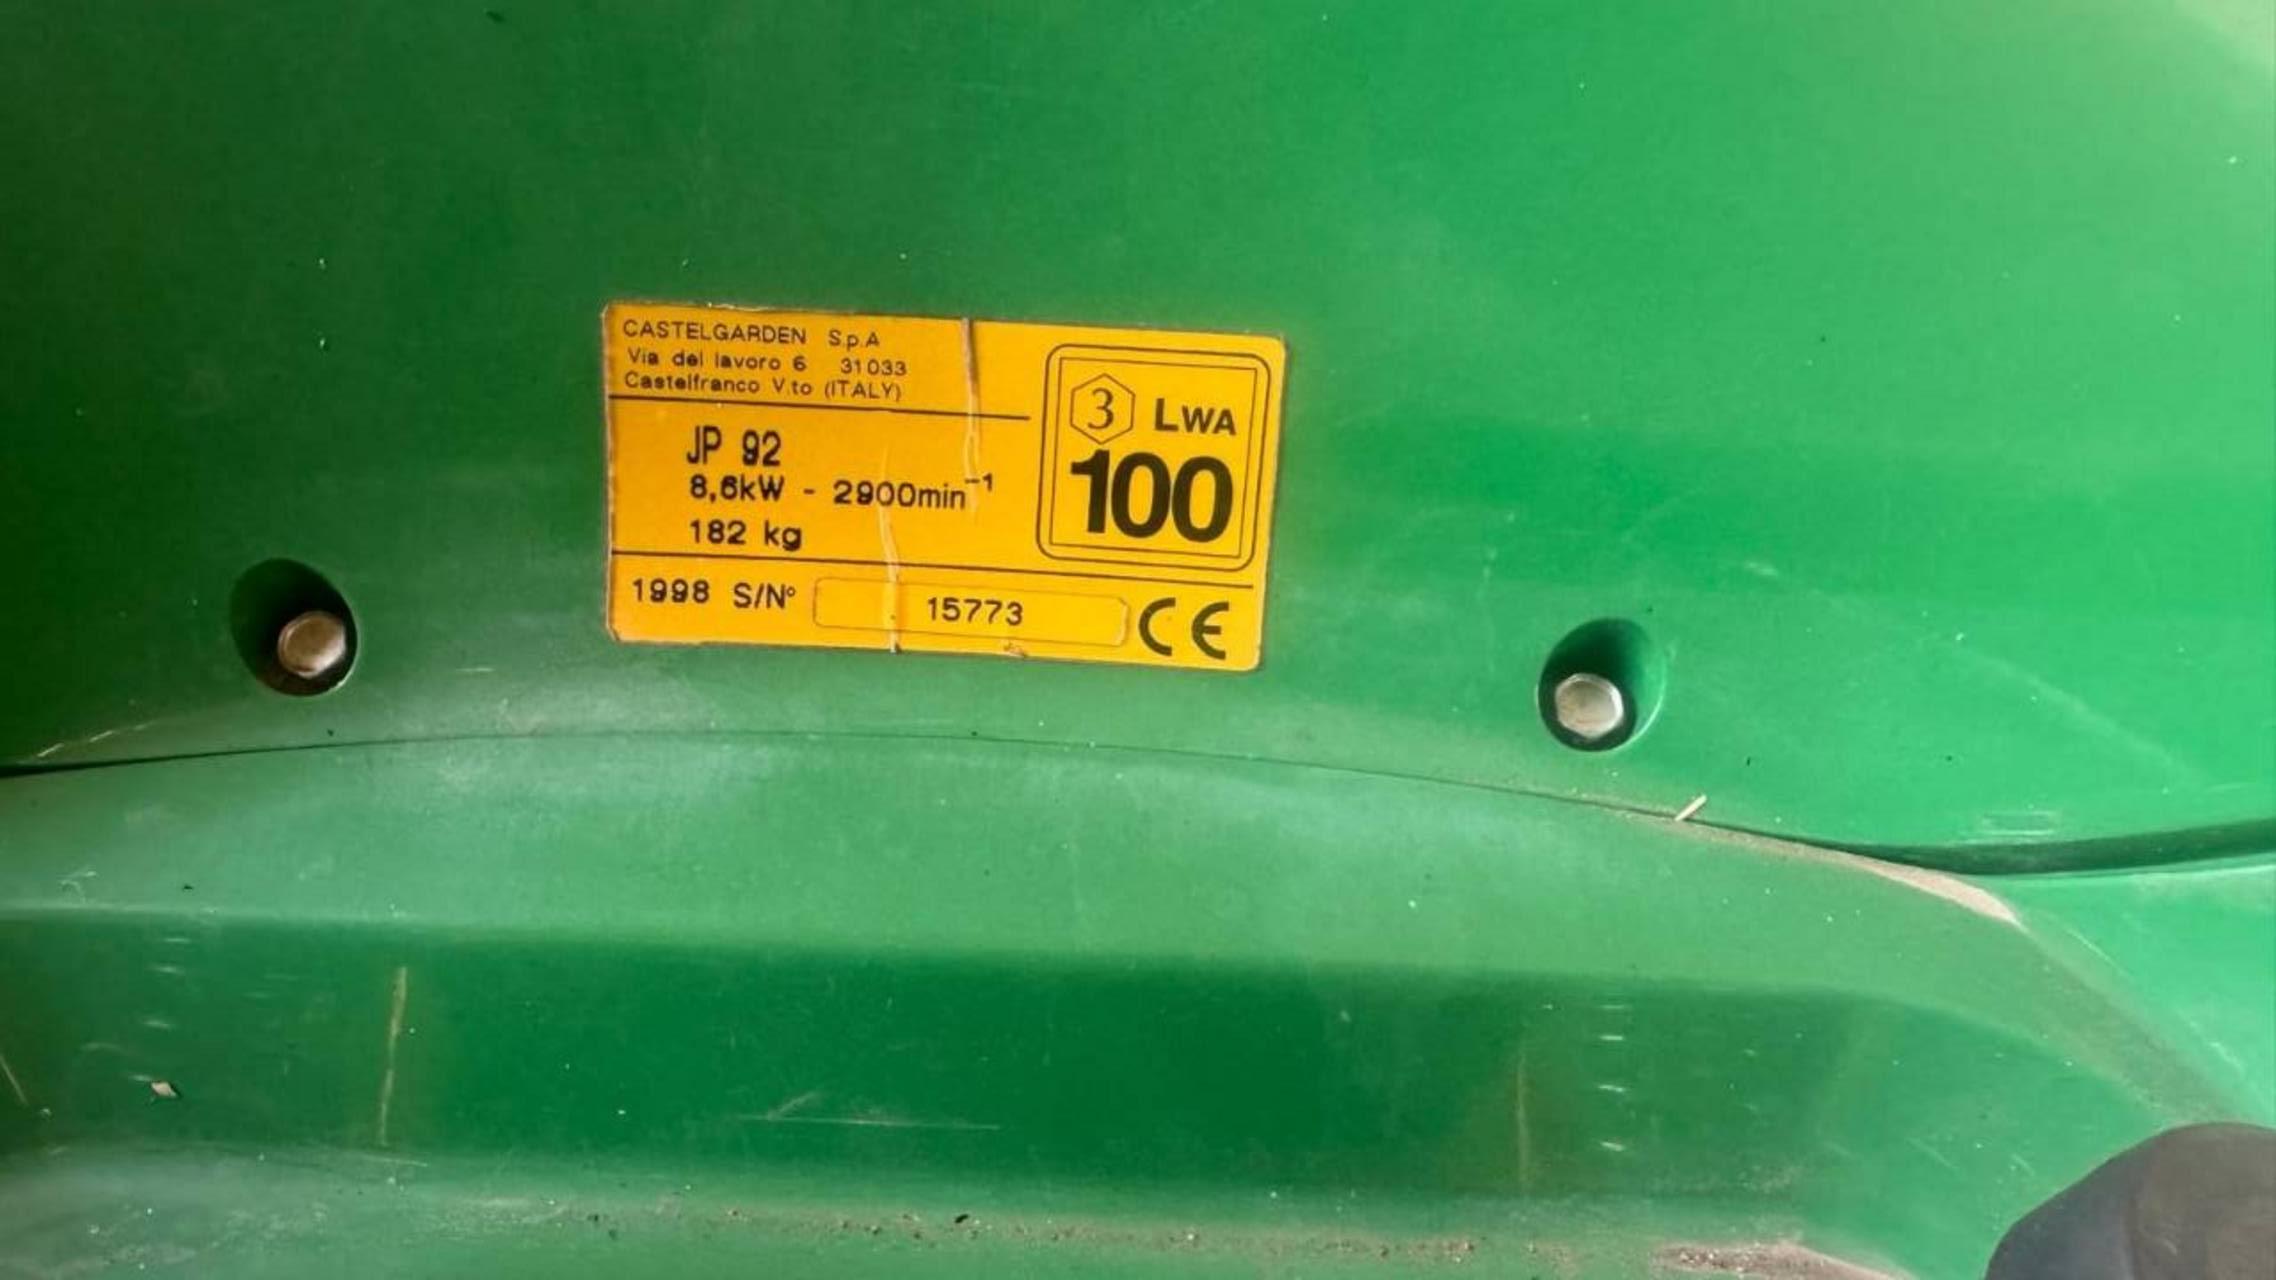 CASTELGARDEN S.p.A
Via del lavoro 6 31033
Castelfranco V.to (ITALY)
JP 92
8,6kW - 2900min⁻¹
182 kg
3 LWA
100
1998 S/Nº 15773 CE